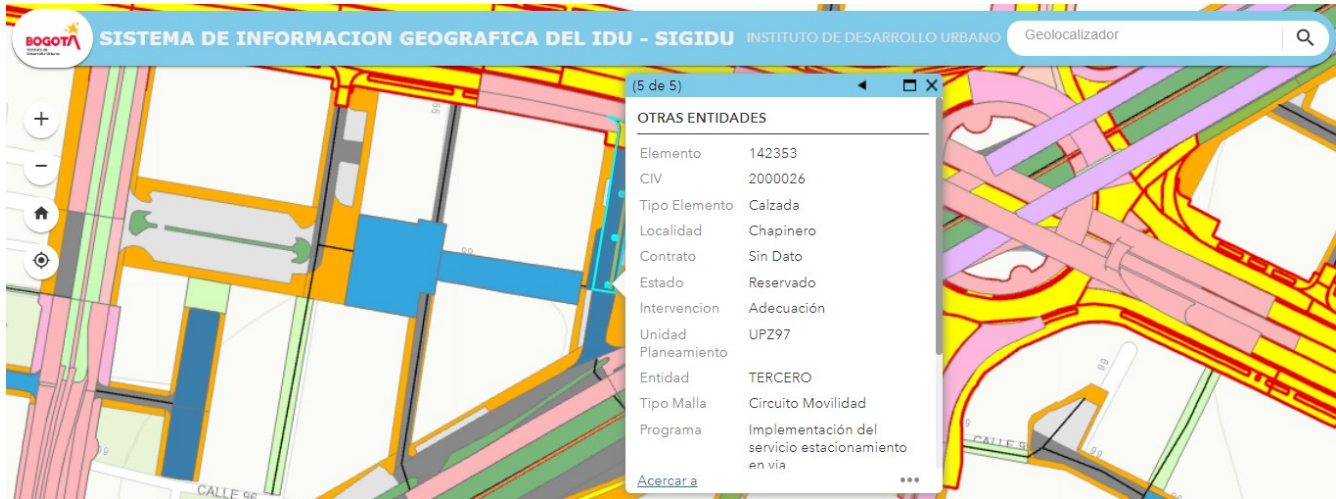 BOGOTÁ
SISTEMA DE INFORMACION GEOGRAFICA DEL IDU - SIGIDU INSTITUTO DE DESARROLLO URBANO
Geolocalizador
(5 de 5)
OTRAS ENTIDADES
Elemento 142353
CIV 2000026
Tipo Elemento Calzada
Localidad Chapinero
Contrato Sin Dato
Estado Reservado
Intervencion Adecuación
Unidad UPZ97
Planeamiento
Entidad TERCERO
Tipo Malla Circuito Movilidad
Programa Implementación del
servicio estacionamiento
en via
Acercar a
CALLE 96
99